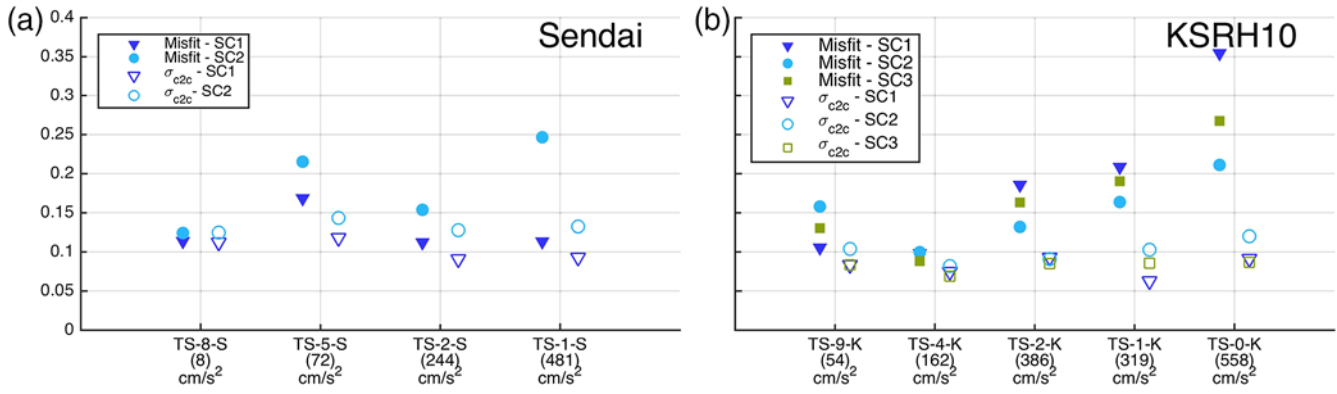 (a)
Sendai
0.4
0.35
0.3
0.25
0.2
0.15
0.1
0.05
0
Misfit - SC1
Misfit - SC2
σc2c - SC1
σc2c - SC2
TS-8-S TS-5-S TS-2-S TS-1-S
(8) (72) (244) (481)
cm/s² cm/s² cm/s² cm/s²
(b)
KSRH10
Misfit - SC1
Misfit - SC2
Misfit - SC3
σc2c - SC1
σc2c - SC2
σc2c - SC3
TS-9-K TS-4-K TS-2-K TS-1-K TS-0-K
(54) (162) (386) (319) (558)
cm/s² cm/s² cm/s² cm/s² cm/s²